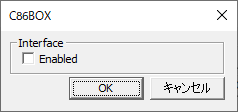 C86BOX
Interface
Enabled
OK
キャンセル